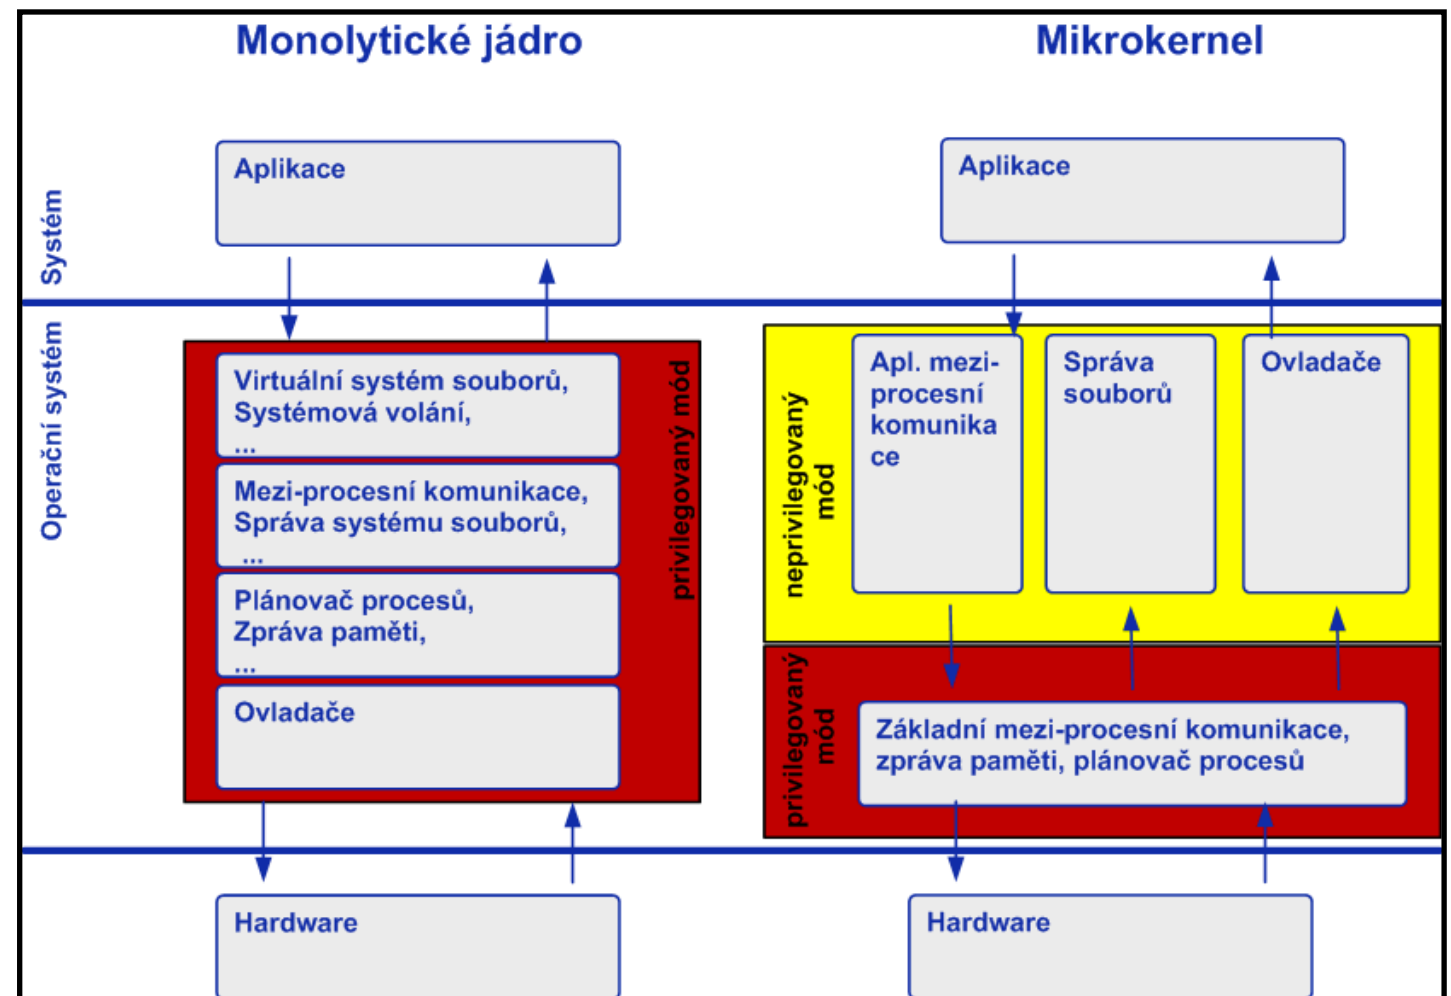 Monolytické jádro
Mikrokernel
Systém
Aplikace
Aplikace
Operační systém
privilegovaný mód
Virtuální systém souborů,
Systémová volání,
...
Mezi-procesní komunikace,
Správa systému souborů,
...
Plánovač procesů,
Zpráva paměti,
...
Ovladače
neprivilegovaný
mód
Apl. mezi-
procesní
komunika
ce
Správa
souborů
Ovladače
privilegovaný
mód
Základní mezi-procesní komunikace,
zpráva paměti, plánovač procesů
Hardware
Hardware